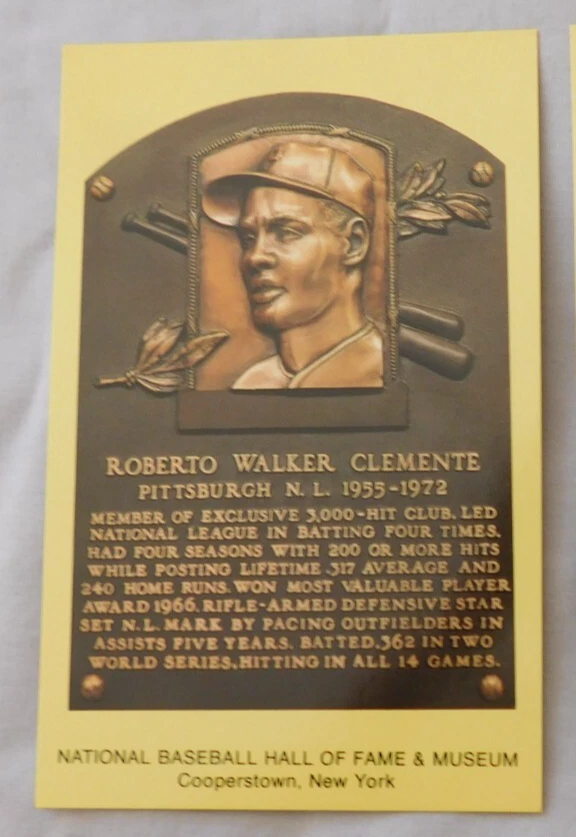 ROBERTO WALKER CLEMENTE
PITTSBURGH N. L. 1955-1972
MEMBER OF EXCLUSIVE 3,000-HIT CLUB. LED
NATIONAL LEAGUE IN BATTING FOUR TIMES.
HAD FOUR SEASONS WITH 200 OR MORE HITS
WHILE POSTING LIFETIME .317 AVERAGE AND
240 HOME RUNS. WON MOST VALUABLE PLAYER
AWARD 1966. RIFLE-ARMED DEFENSIVE STAR
SET N. L. MARK BY PACING OUTFIELDERS IN
ASSISTS FIVE YEARS. BATTED .362 IN TWO
WORLD SERIES, HITTING IN ALL 14 GAMES.
NATIONAL BASEBALL HALL OF FAME & MUSEUM
Cooperstown, New York